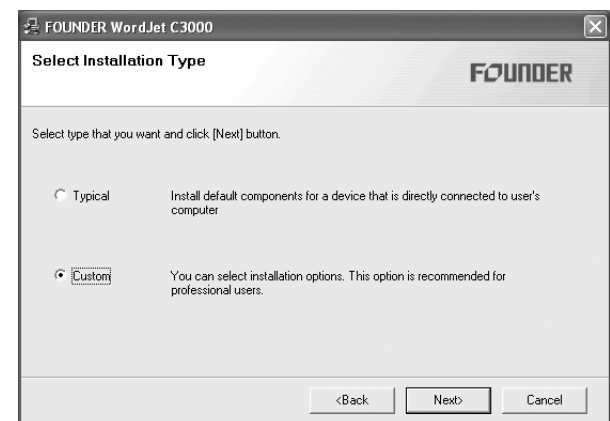 FOUNDER WordJet C3000
Select Installation Type
FOUNDER
Select type that you want and click [Next] button.
Typical
Install default components for a device that is directly connected to user's
computer
Custom
You can select installation options. This option is recommended for
professional users.
<Back
Next>
Cancel